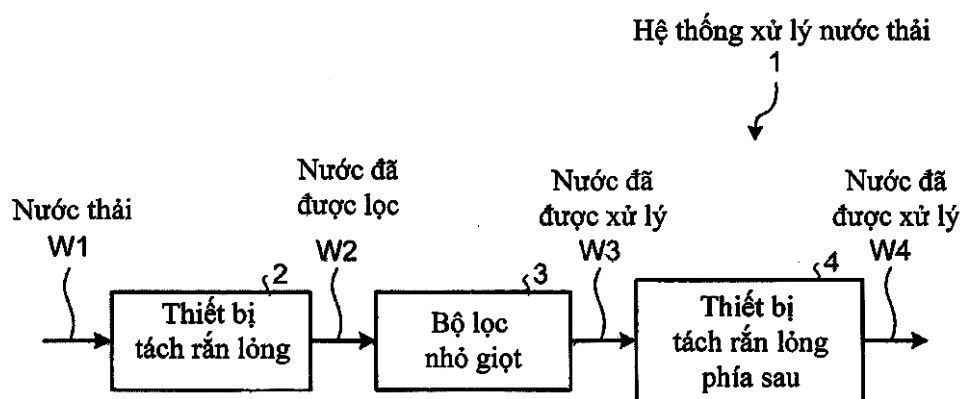 Hệ thống xử lý nước thải
1
Nước thải
W1
Nước đã
được lọc
W2
Nước đã
được xử lý
W3
Nước đã
được xử lý
W4
2
Thiết bị
tách rắn lỏng
3
Bộ lọc
nhỏ giọt
4
Thiết bị
tách rắn lỏng
phía sau